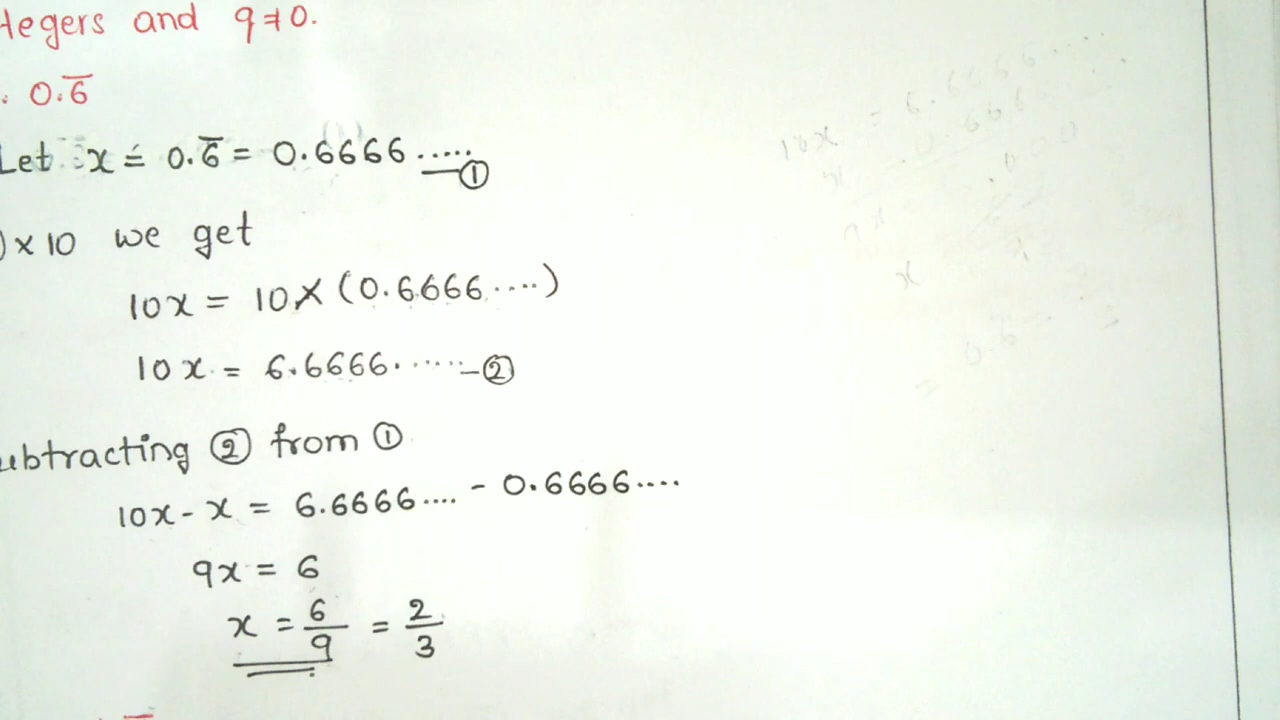 tegers and q≠0.
. 0.6̅
Let x = 0.6̅ = 0.6666 ..... —①
)×10 we get
10x = 10 × (0.6666.....)
10x = 6.6666....... —②
ubtracting ② from ①
10x - x = 6.6666.... - 0.6666....
9x = 6
x = 6/9 = 2/3